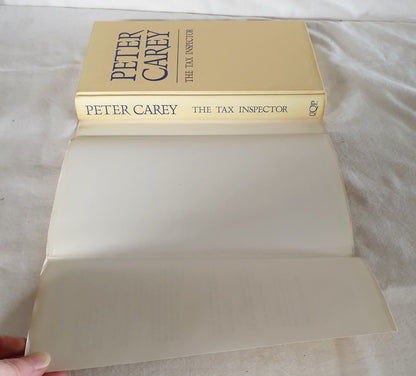 PETER
CAREY
THE TAX INSPECTOR
PETER CAREY THE TAX INSPECTOR UQP